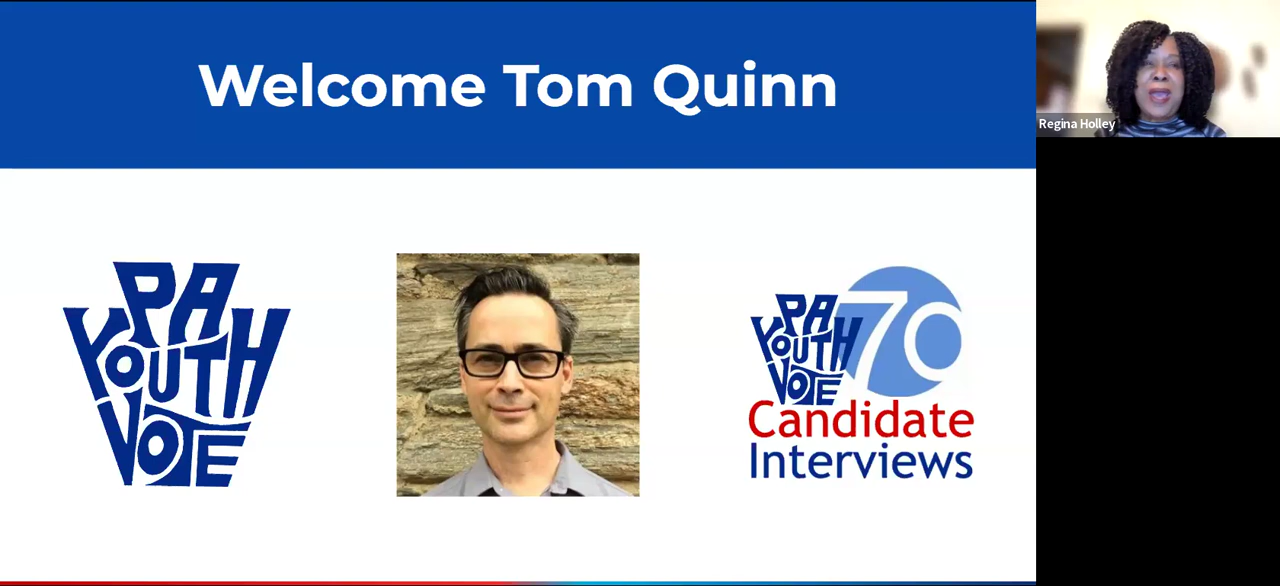 Welcome Tom Quinn
Regina Holley
PA
YOUTH
VOTE
PA
YOUTH
VOTE
70
Candidate
Interviews